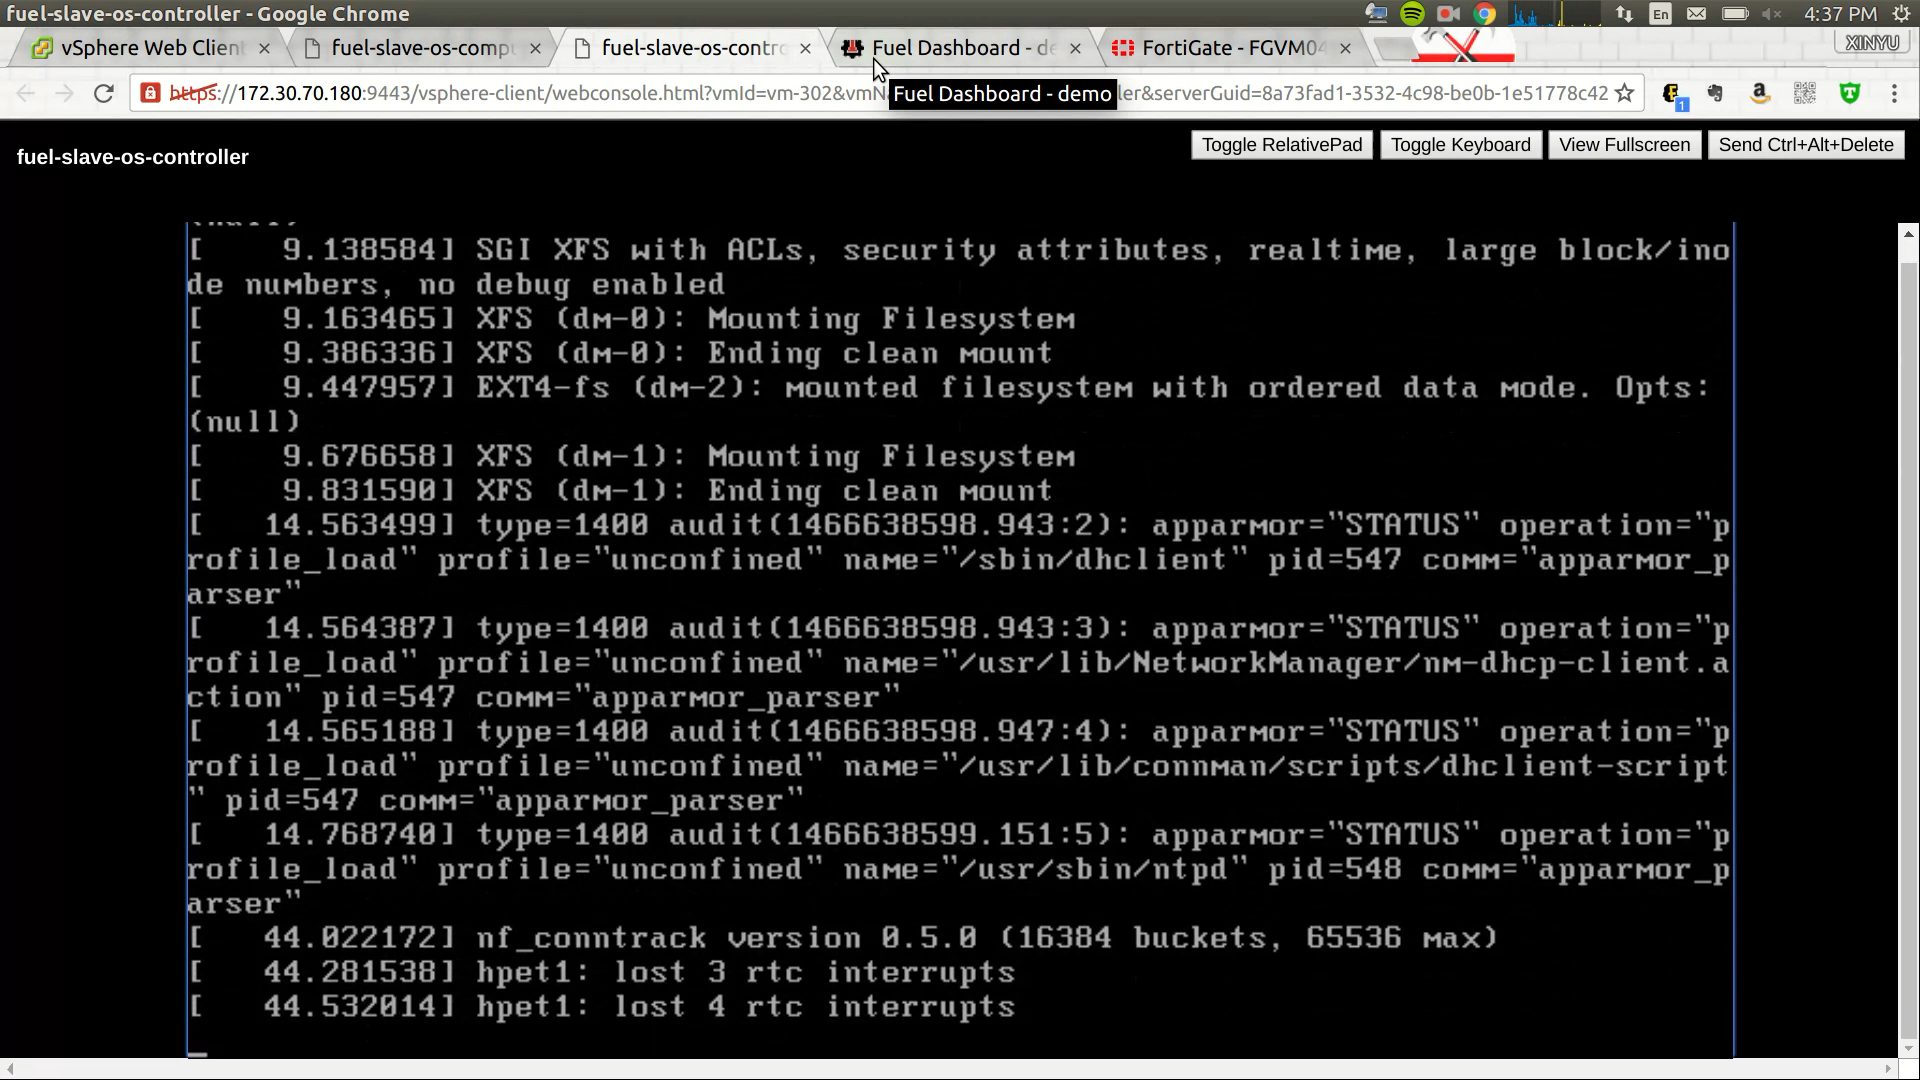 fuel-slave-os-controller - Google Chrome
En
4:37 PM
vSphere Web Client
fuel-slave-os-comp
fuel-slave-os-contro
Fuel Dashboard - de
FortiGate - FGVM04
XINYU
https://172.30.70.180:9443/vsphere-client/webconsole.html?vmId=vm-302&vmN
Fuel Dashboard - demo
ler&serverGuid=8a73fad1-3532-4c98-be0b-1e51778c42
1
fuel-slave-os-controller
Toggle RelativePad
Toggle Keyboard
View Fullscreen
Send Ctrl+Alt+Delete
(null)
[    9.138584] SGI XFS with ACLs, security attributes, realtime, large block/ino
de numbers, no debug enabled
[    9.163465] XFS (dm-0): Mounting Filesystem
[    9.386336] XFS (dm-0): Ending clean mount
[    9.447957] EXT4-fs (dm-2): mounted filesystem with ordered data mode. Opts:
(null)
[    9.676658] XFS (dm-1): Mounting Filesystem
[    9.831590] XFS (dm-1): Ending clean mount
[   14.563499] type=1400 audit(1466638598.943:2): apparmor="STATUS" operation="p
rofile_load" profile="unconfined" name="/sbin/dhclient" pid=547 comm="apparmor_p
arser"
[   14.564387] type=1400 audit(1466638598.943:3): apparmor="STATUS" operation="p
rofile_load" profile="unconfined" name="/usr/lib/NetworkManager/nm-dhcp-client.a
ction" pid=547 comm="apparmor_parser"
[   14.565188] type=1400 audit(1466638598.947:4): apparmor="STATUS" operation="p
rofile_load" profile="unconfined" name="/usr/lib/connman/scripts/dhclient-script
" pid=547 comm="apparmor_parser"
[   14.768740] type=1400 audit(1466638599.151:5): apparmor="STATUS" operation="p
rofile_load" profile="unconfined" name="/usr/sbin/ntpd" pid=548 comm="apparmor_p
arser"
[   44.022172] nf_conntrack version 0.5.0 (16384 buckets, 65536 max)
[   44.281538] hpet1: lost 3 rtc interrupts
[   44.532014] hpet1: lost 4 rtc interrupts